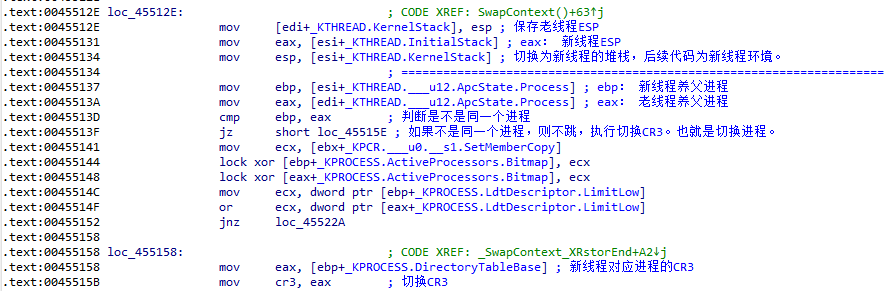 .text:0045512E loc_45512E: ; CODE XREF: SwapContext()+63↑j
.text:0045512E mov [edi+_KTHREAD.KernelStack], esp ; 保存老线程ESP
.text:00455131 mov eax, [esi+_KTHREAD.InitialStack] ; eax: 新线程ESP
.text:00455134 mov esp, [esi+_KTHREAD.KernelStack] ; 切换为新线程的堆栈，后续代码为新线程环境。
.text:00455134 ; ===============================================================
.text:00455137 mov ebp, [esi+_KTHREAD.___u12.ApcState.Process] ; ebp: 新线程养父进程
.text:0045513A mov eax, [edi+_KTHREAD.___u12.ApcState.Process] ; eax: 老线程养父进程
.text:0045513D cmp ebp, eax ; 判断是不是同一个进程
.text:0045513F jz short loc_45515E ; 如果不是同一个进程，则不跳，执行切换CR3。也就是切换进程。
.text:00455141 mov ecx, [ebx+_KPCR.___u0.__s1.SetMemberCopy]
.text:00455144 lock xor [ebp+_KPROCESS.ActiveProcessors.Bitmap], ecx
.text:00455148 lock xor [eax+_KPROCESS.ActiveProcessors.Bitmap], ecx
.text:0045514C mov ecx, dword ptr [ebp+_KPROCESS.LdtDescriptor.LimitLow]
.text:0045514F or ecx, dword ptr [eax+_KPROCESS.LdtDescriptor.LimitLow]
.text:00455152 jnz loc_45522A
.text:00455158
.text:00455158 loc_455158: ; CODE XREF: _SwapContext_XRstorEnd+A2↓j
.text:00455158 mov eax, [ebp+_KPROCESS.DirectoryTableBase] ; 新线程对应进程的CR3
.text:0045515B mov cr3, eax ; 切换CR3